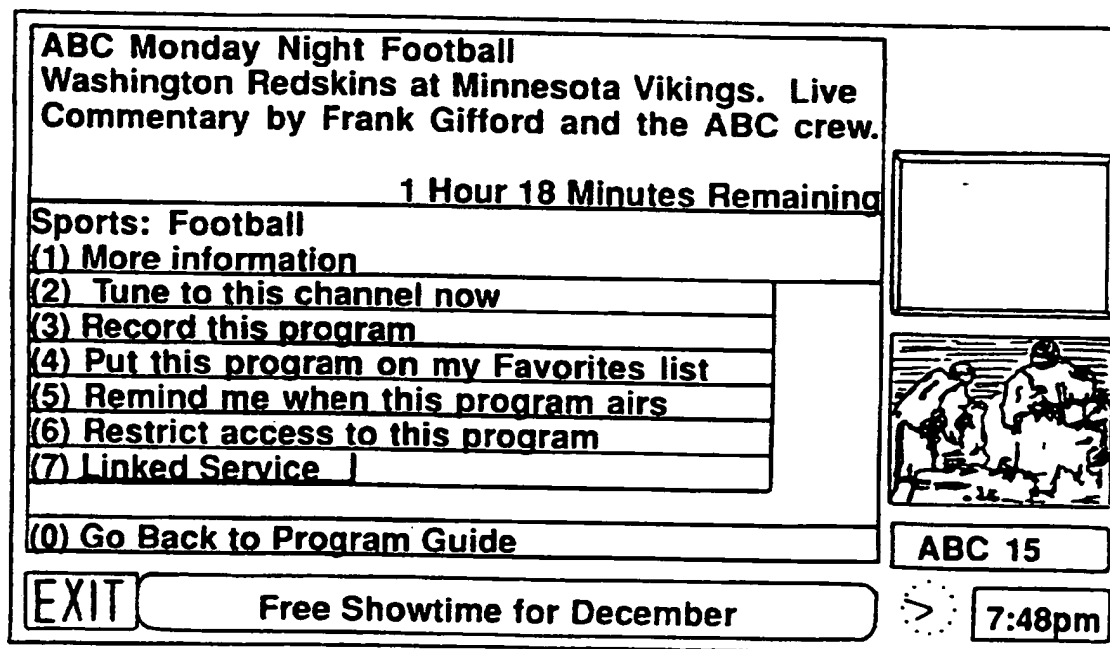 ABC Monday Night Football
Washington Redskins at Minnesota Vikings. Live
Commentary by Frank Gifford and the ABC crew.
1 Hour 18 Minutes Remaining
Sports: Football
(1) More information
(2) Tune to this channel now
(3) Record this program
(4) Put this program on my Favorites list
(5) Remind me when this program airs
(6) Restrict access to this program
(7) Linked Service
(0) Go Back to Program Guide
ABC 15
EXIT
Free Showtime for December
7:48pm